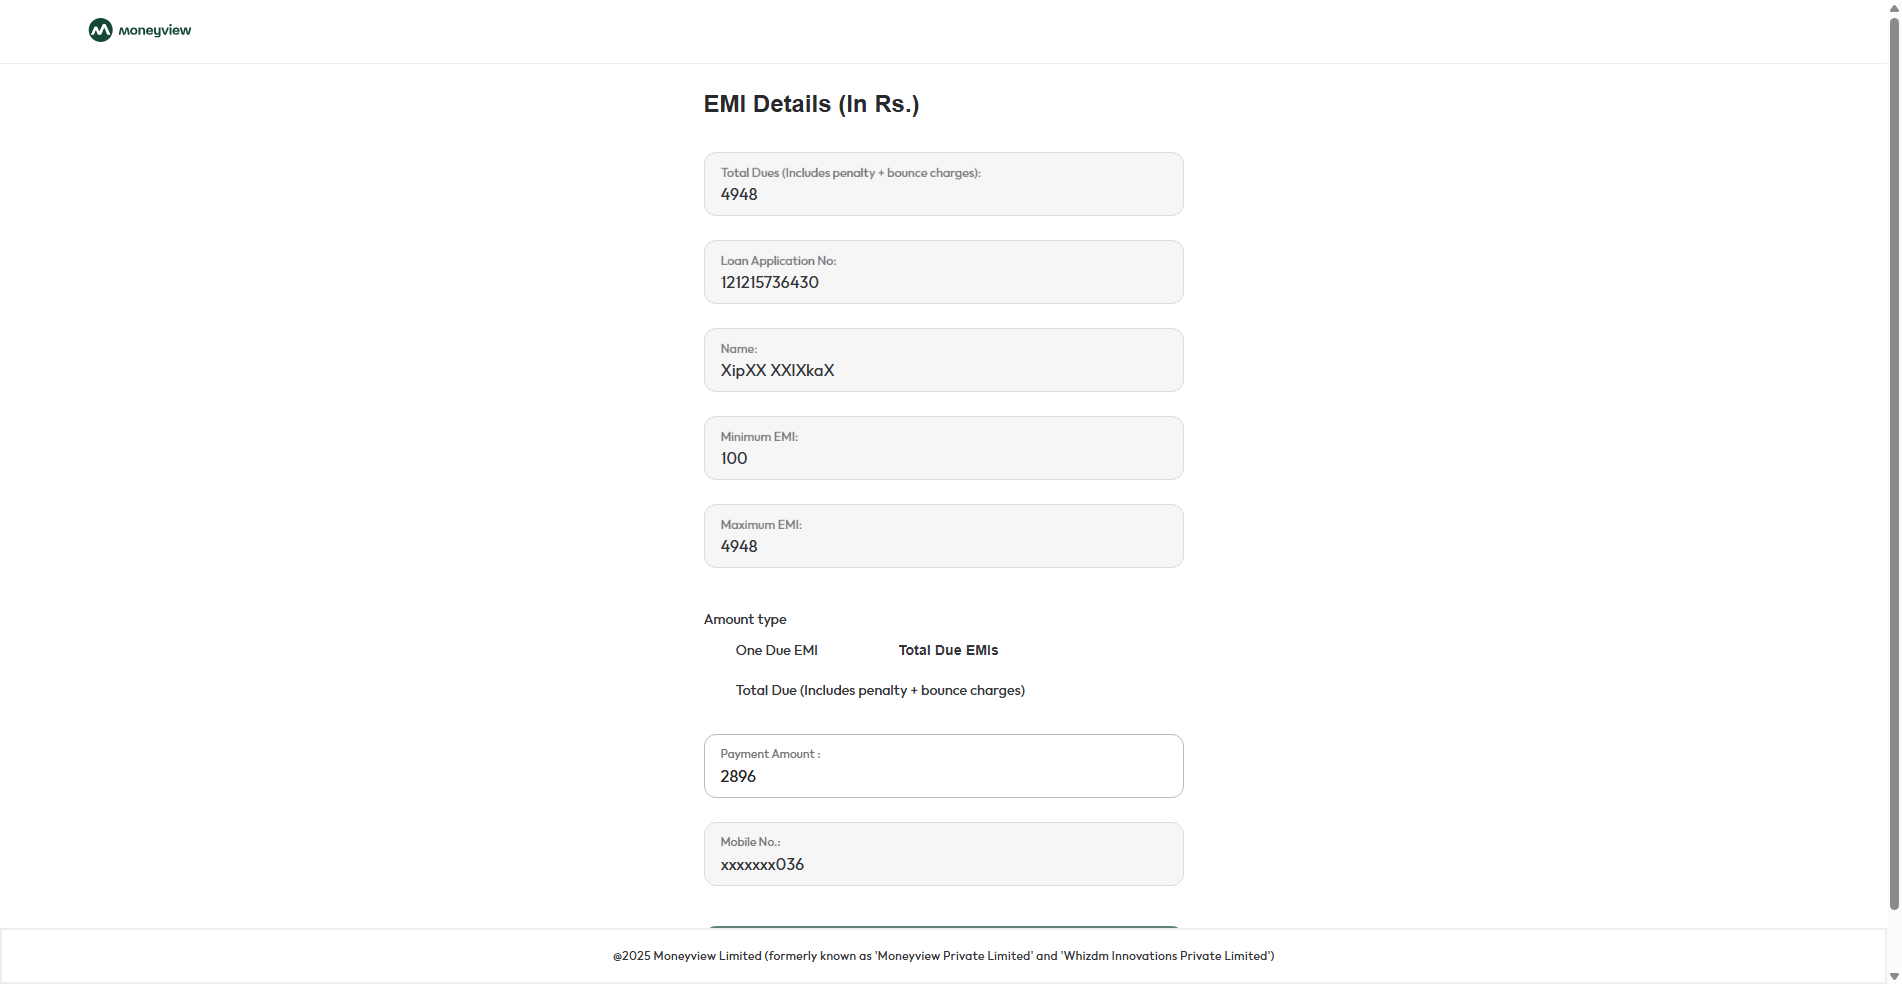 moneyview
EMI Details (In Rs.)
Total Dues (Includes penalty + bounce charges):
4948
Loan Application No:
121215736430
Name:
XipXX XXlXkaX
Minimum EMI:
100
Maximum EMI:
4948
Amount type
One Due EMI
Total Due EMIs
Total Due (Includes penalty + bounce charges)
Payment Amount :
2896
Mobile No.:
xxxxxxx036
@2025 Moneyview Limited (formerly known as 'Moneyview Private Limited' and 'Whizdm Innovations Private Limited')